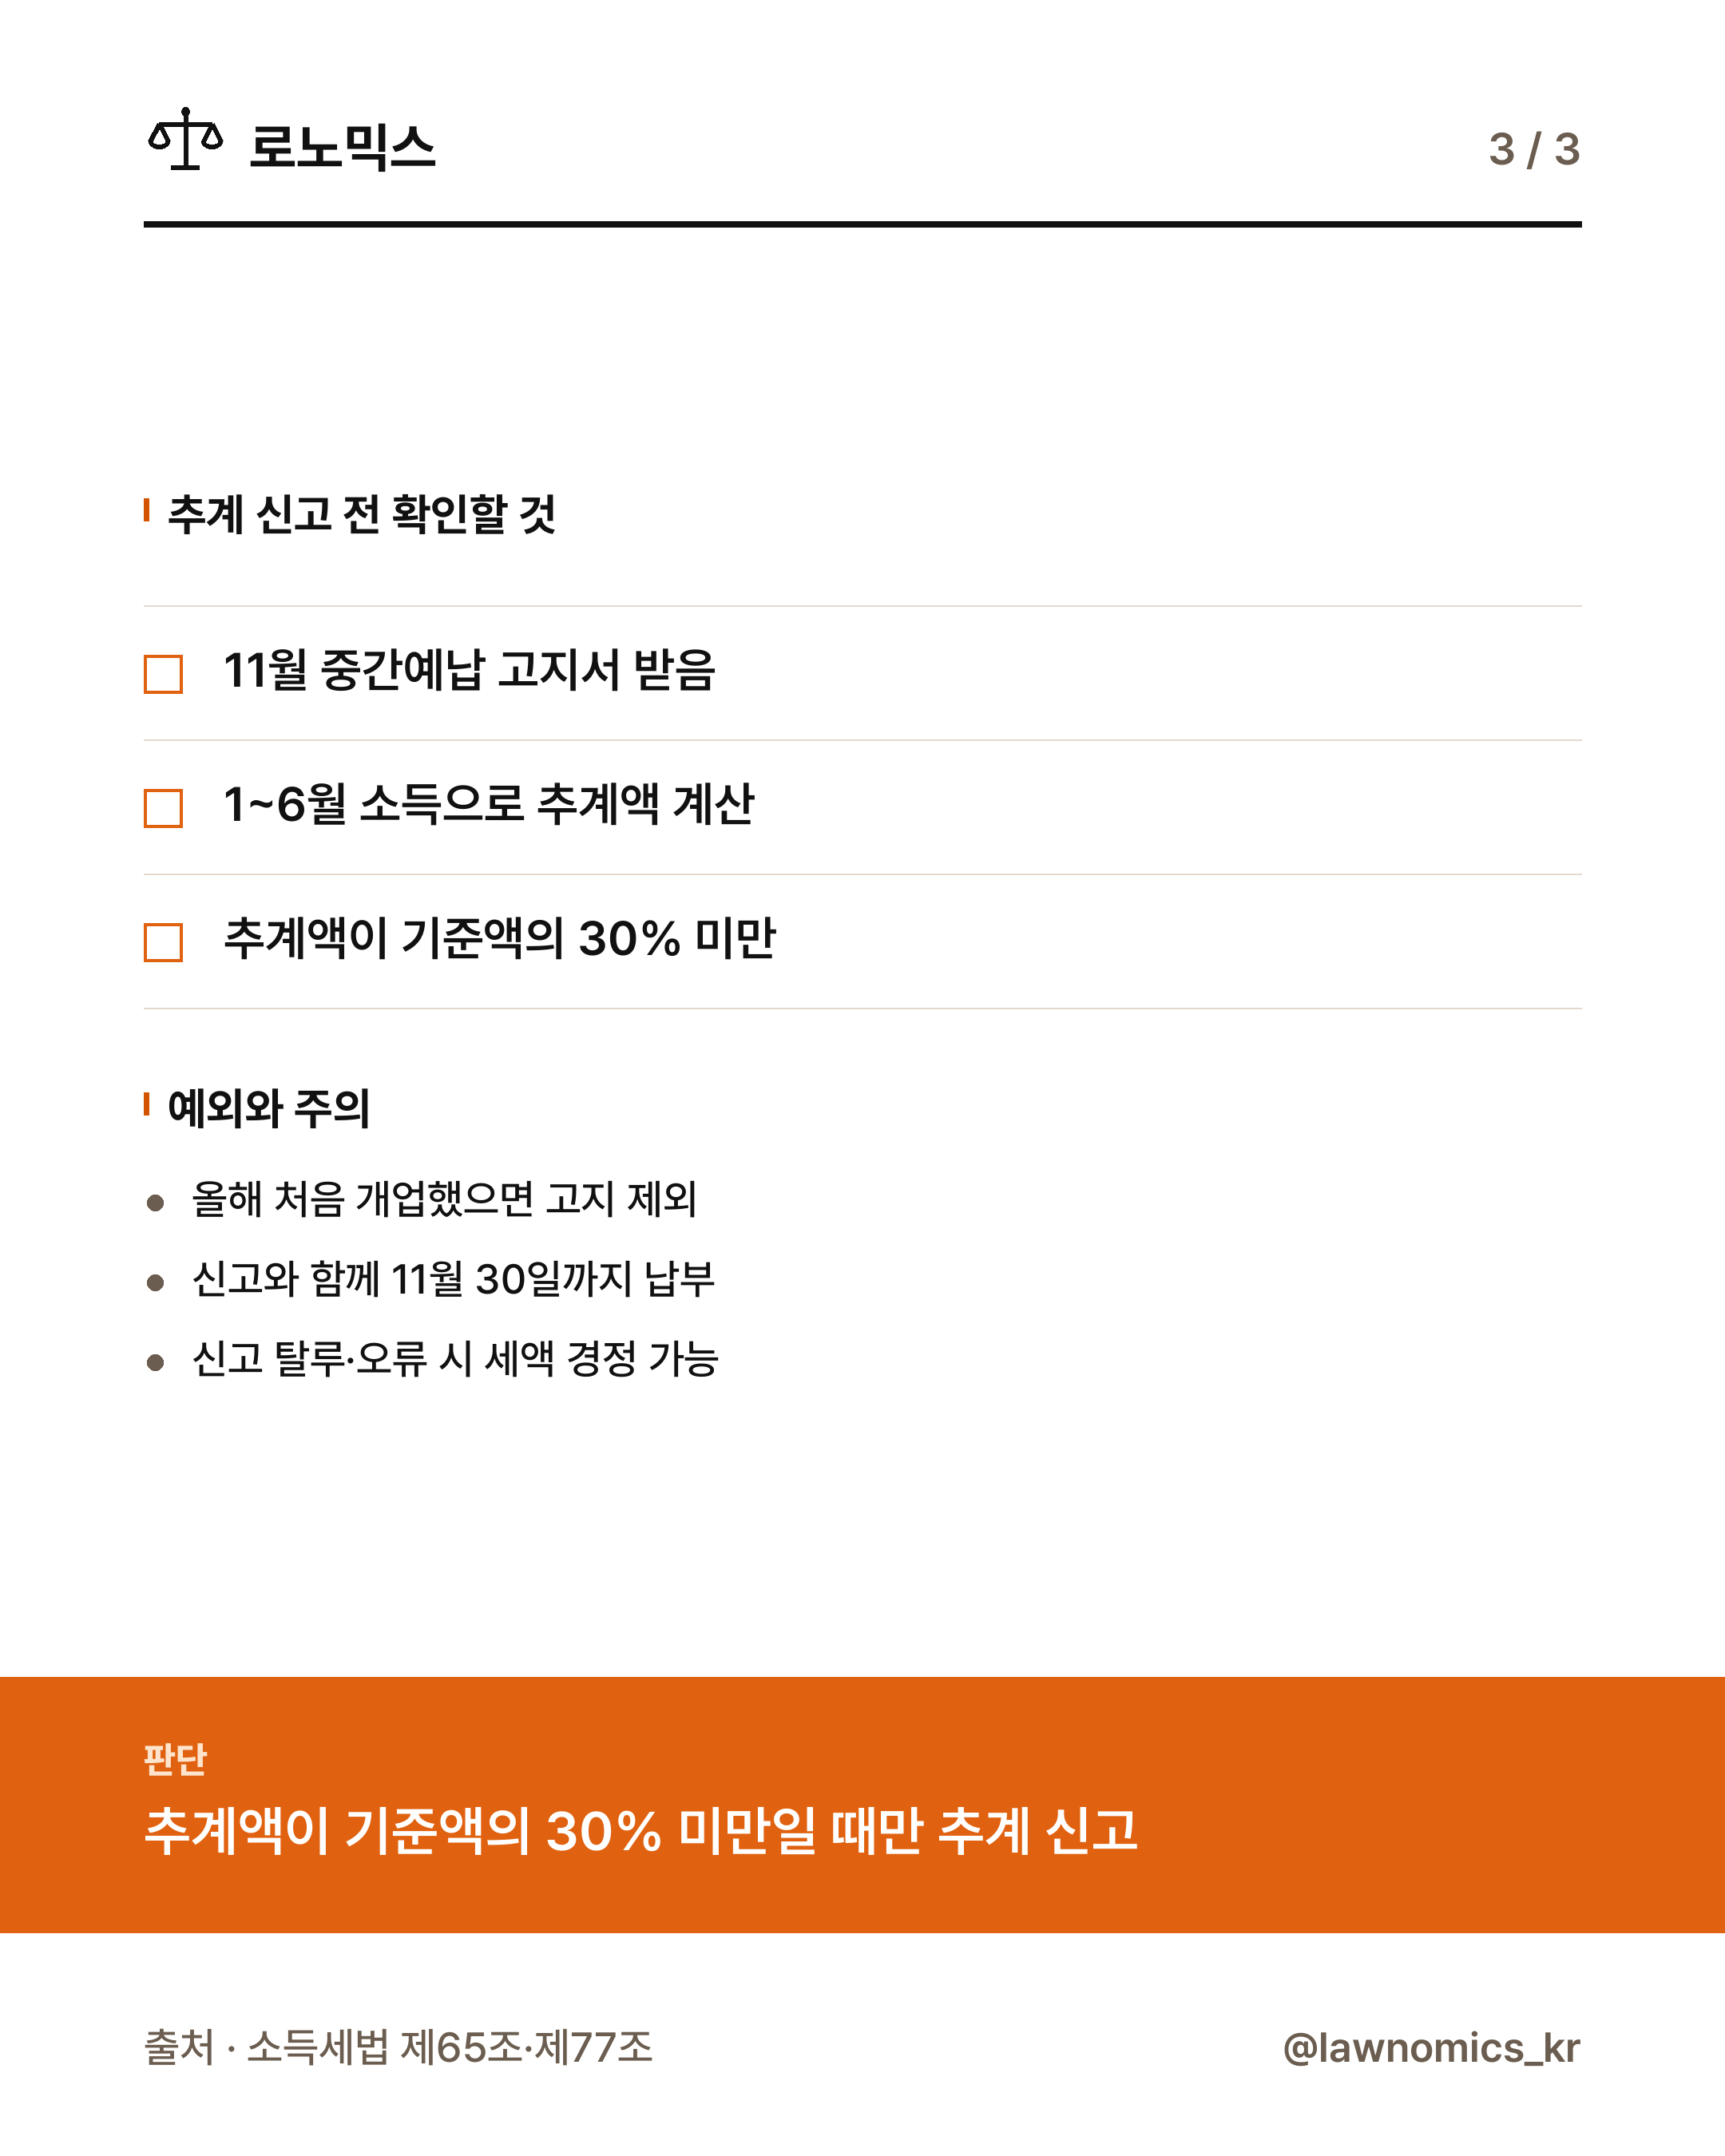 로노믹스
3 / 3
추계 신고 전 확인할 것
11월 중간예납 고지서 받음
1~6월 소득으로 추계액 계산
추계액이 기준액의 30% 미만
예외와 주의
올해 처음 개업했으면 고지 제외
신고와 함께 11월 30일까지 납부
신고 탈루·오류 시 세액 경정 가능
판단
추계액이 기준액의 30% 미만일 때만 추계 신고
출처 · 소득세법 제65조·제77조
@lawnomics_kr